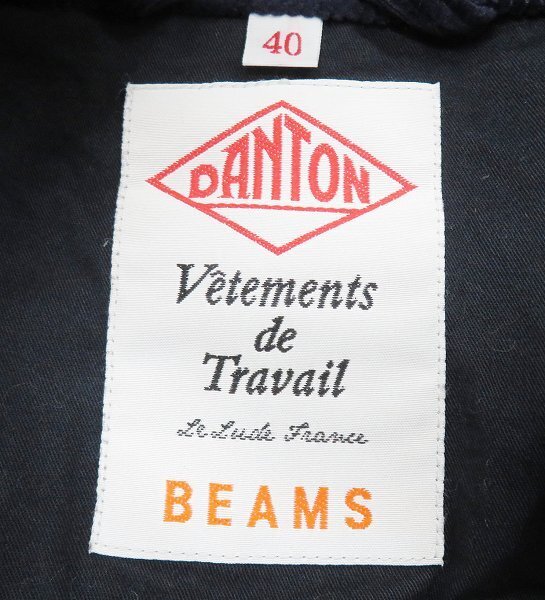 40
DANTON
Vêtements
de
Travail
Le Lude France
BEAMS